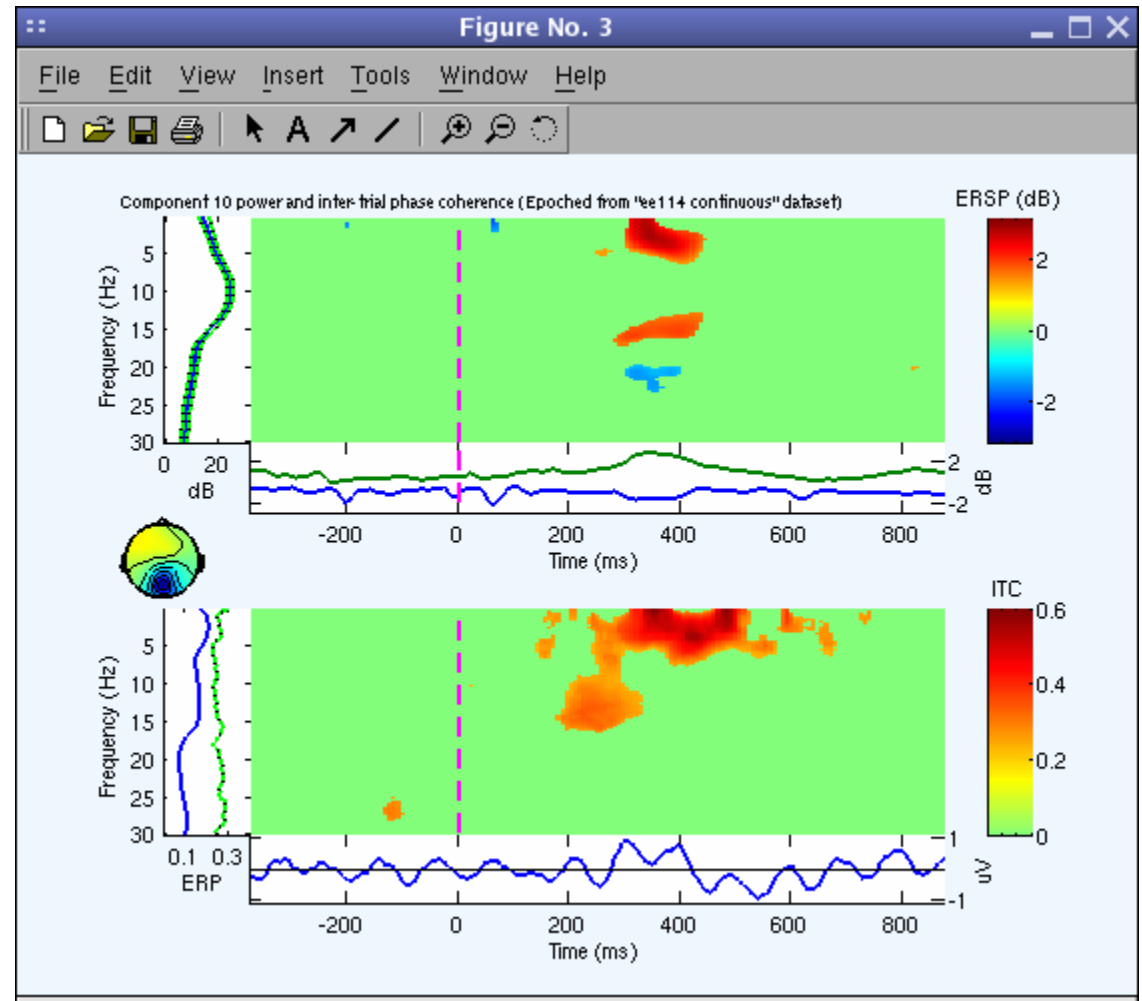 Figure No. 3
File Edit View Insert Tools Window Help
A
Component 10 power and inter-trial phase coherence (Epoched from "ee114 continuous" dataset)
ERSP (dB)
Frequency (Hz)
5
10
15
20
25
30
0 20
dB
2
0
-2
2
-2
dB
-200 0 200 400 600 800
Time (ms)
ITC
Frequency (Hz)
5
10
15
20
25
30
0.1 0.3
ERP
0.6
0.4
0.2
0
1
-1
uV
-200 0 200 400 600 800
Time (ms)